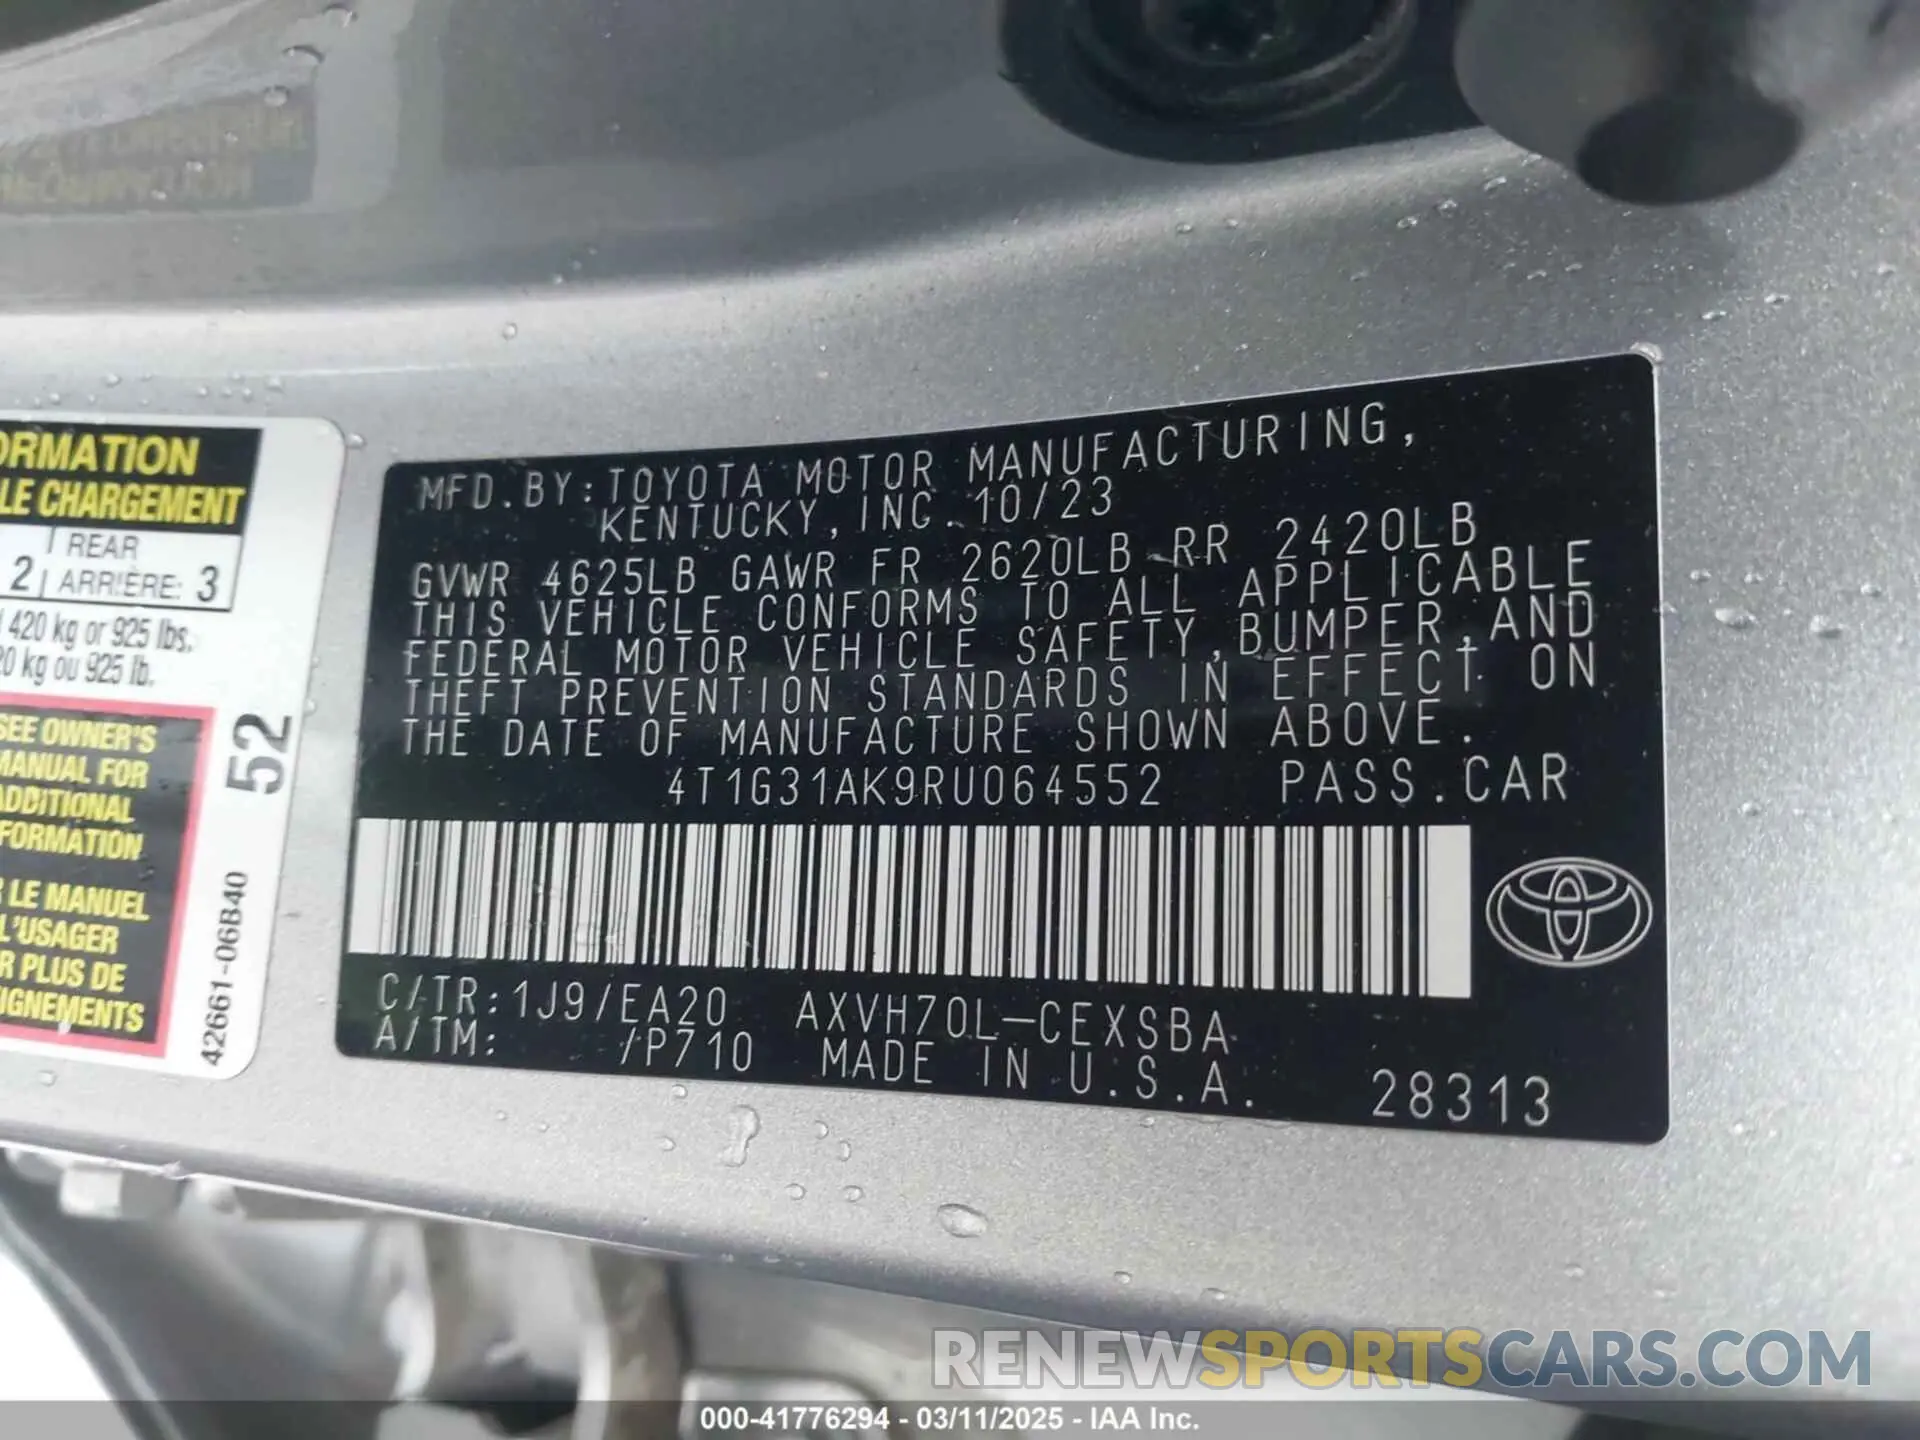 ORMATION
LE CHARGEMENT
2 REAR
ARRIÈRE: 3
420 kg or 925 lbs.
20 kg ou 925 lb.
SEE OWNER'S
MANUAL FOR
ADDITIONAL
FORMATION
R LE MANUEL
L'USAGER
R PLUS DE
IGNEMENTS
52
42661-06B40
MFD.BY:TOYOTA MOTOR MANUFACTURING,
KENTUCKY, INC. 10/23
GVWR 4625LB GAWR FR 2620LB RR 2420LB
THIS VEHICLE CONFORMS TO ALL APPLICABLE
FEDERAL MOTOR VEHICLE SAFETY,BUMPER,AND
THEFT PREVENTION STANDARDS IN EFFECT ON
THE DATE OF MANUFACTURE SHOWN ABOVE.
4T1G31AK9RU064552 PASS.CAR
C/TR:1J9/EA20 AXVH70L-CEXSBA
A/TM: /P710 MADE IN U.S.A. 28313
RENEWSPORTSCARS.COM
000-41776294 - 03/11/2025 - IAA Inc.